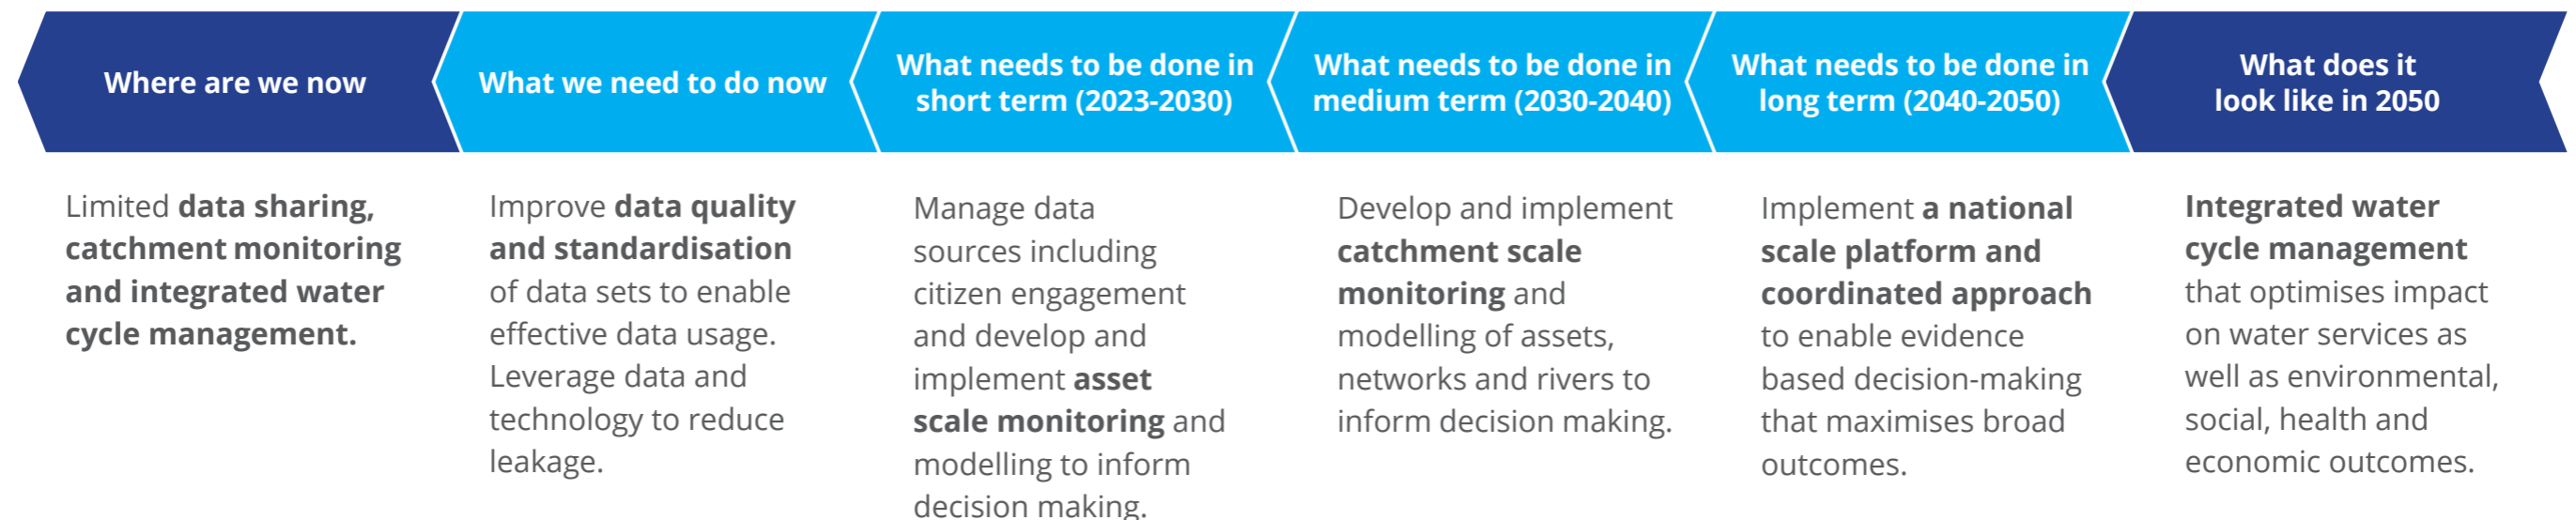 Where are we now
What we need to do now
What needs to be done in
short term (2023-2030)
What needs to be done in
medium term (2030-2040)
What needs to be done in
long term (2040-2050)
What does it
look like in 2050
Limited data sharing,
catchment monitoring
and integrated water
cycle management.
Improve data quality
and standardisation
of data sets to enable
effective data usage.
Leverage data and
technology to reduce
leakage.
Manage data
sources including
citizen engagement
and develop and
implement asset
scale monitoring and
modelling to inform
decision making.
Develop and implement
catchment scale
monitoring and
modelling of assets,
networks and rivers to
inform decision making.
Implement a national
scale platform and
coordinated approach
to enable evidence
based decision-making
that maximises broad
outcomes.
Integrated water
cycle management
that optimises impact
on water services as
well as environmental,
social, health and
economic outcomes.